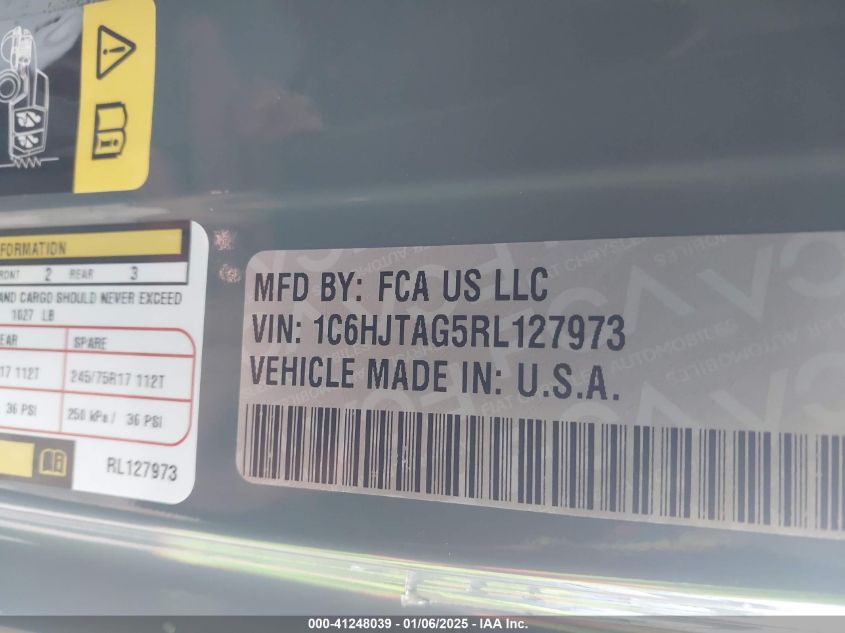 FORMATION
RONT 2 REAR 3
AND CARGO SHOULD NEVER EXCEED
1027 LB
EAR SPARE
17 112T 245/75R17 112T
36 PSI 250 kPa / 36 PSI
RL127973
MFD BY: FCA US LLC
VIN: 1C6HJTAG5RL127973
VEHICLE MADE IN: U.S.A.
000-41248039 - 01/06/2025 - IAA Inc.